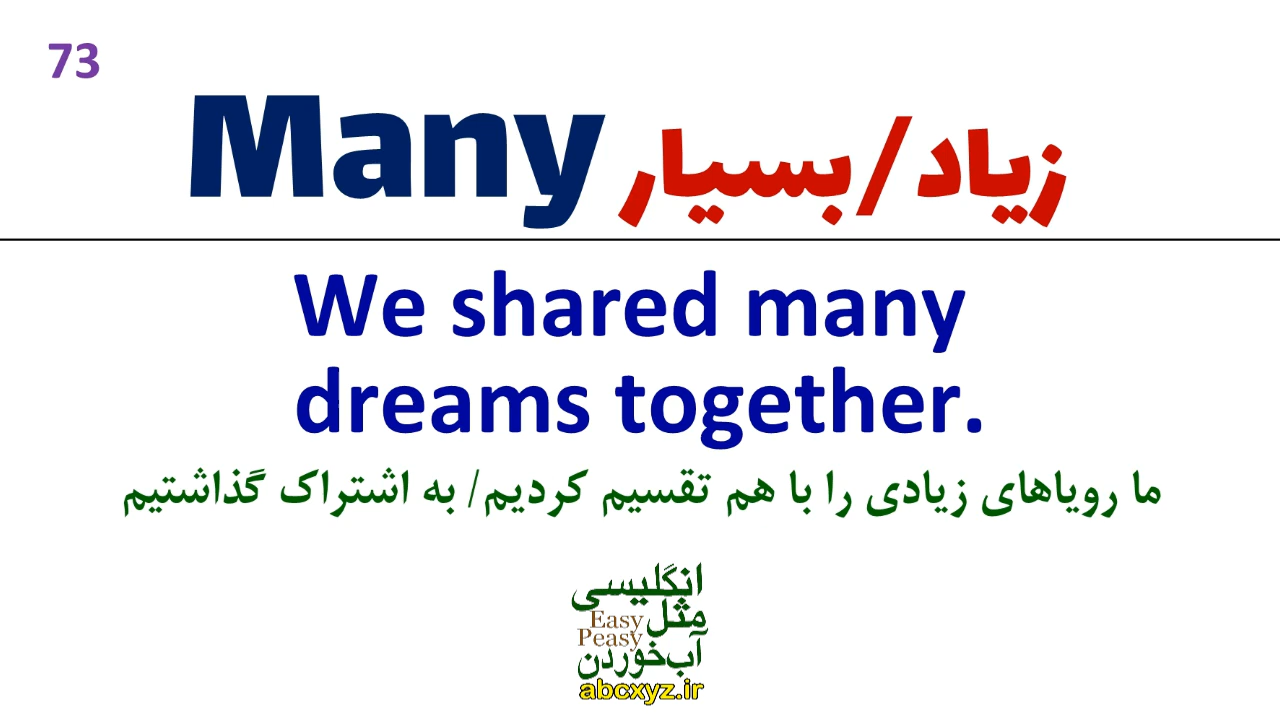 73
Many زیاد/بسیار
We shared many
dreams together.
ما رویاهای زیادی را با هم تقسیم کردیم/ به اشتراک گذاشتیم
انگلیسی
مثل
Easy
Peasy
آب‌خوردن
abcxyz.ir